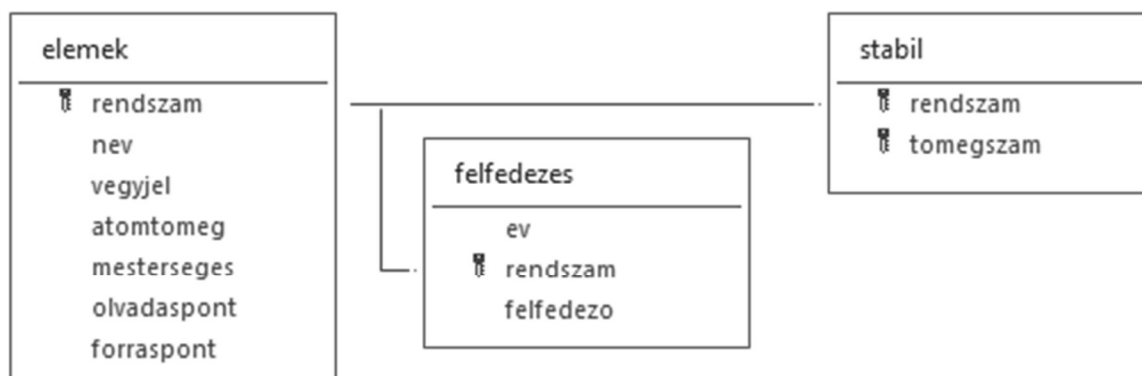 elemek
rendszam
nev
vegyjel
atomtomeg
mesterseges
olvadaspont
forraspont
felfedezes
ev
rendszam
felfedezo
stabil
rendszam
tomegszam